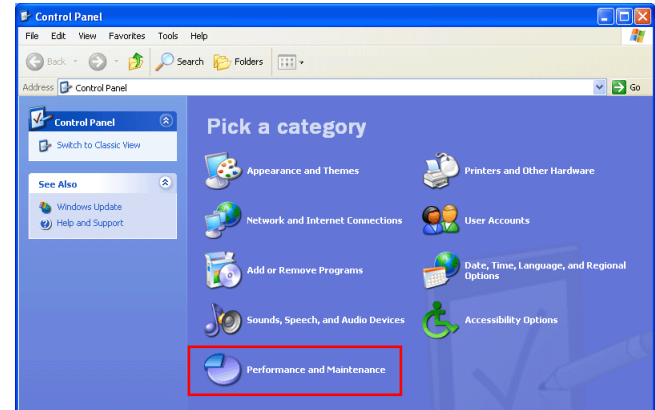 Control Panel
File Edit View Favorites Tools Help
Back Search Folders
Address Control Panel Go
Control Panel
Switch to Classic View
See Also
Windows Update
Help and Support
Pick a category
Appearance and Themes
Printers and Other Hardware
Network and Internet Connections
User Accounts
Add or Remove Programs
Date, Time, Language, and Regional
Options
Sounds, Speech, and Audio Devices
Accessibility Options
Performance and Maintenance